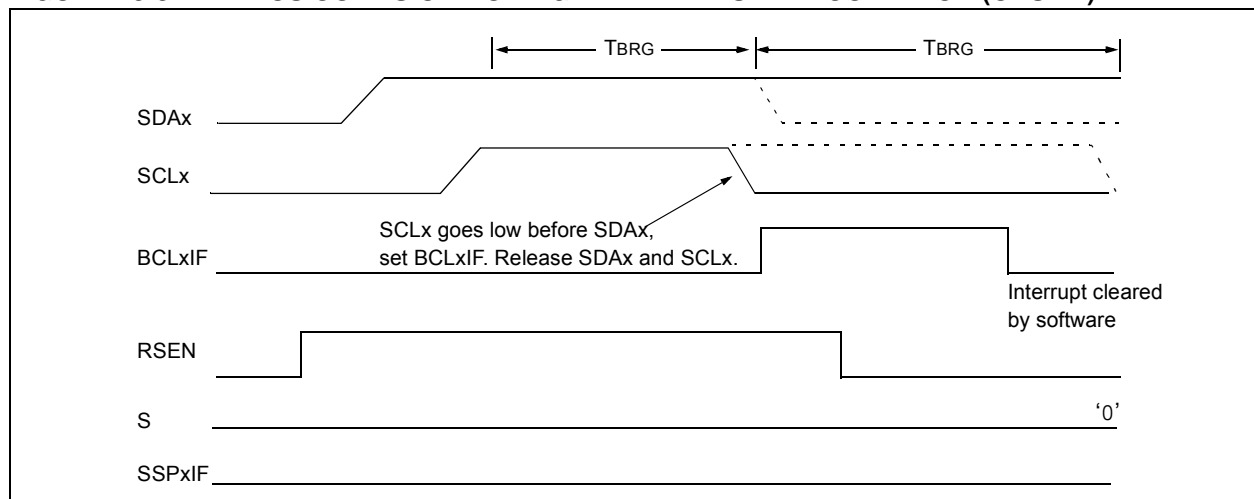 TBRG TBRG
SDAx
SCLx
SCLx goes low before SDAx,
set BCLxIF. Release SDAx and SCLx.
BCLxIF
Interrupt cleared
by software
RSEN
S ‘0’
SSPxIF